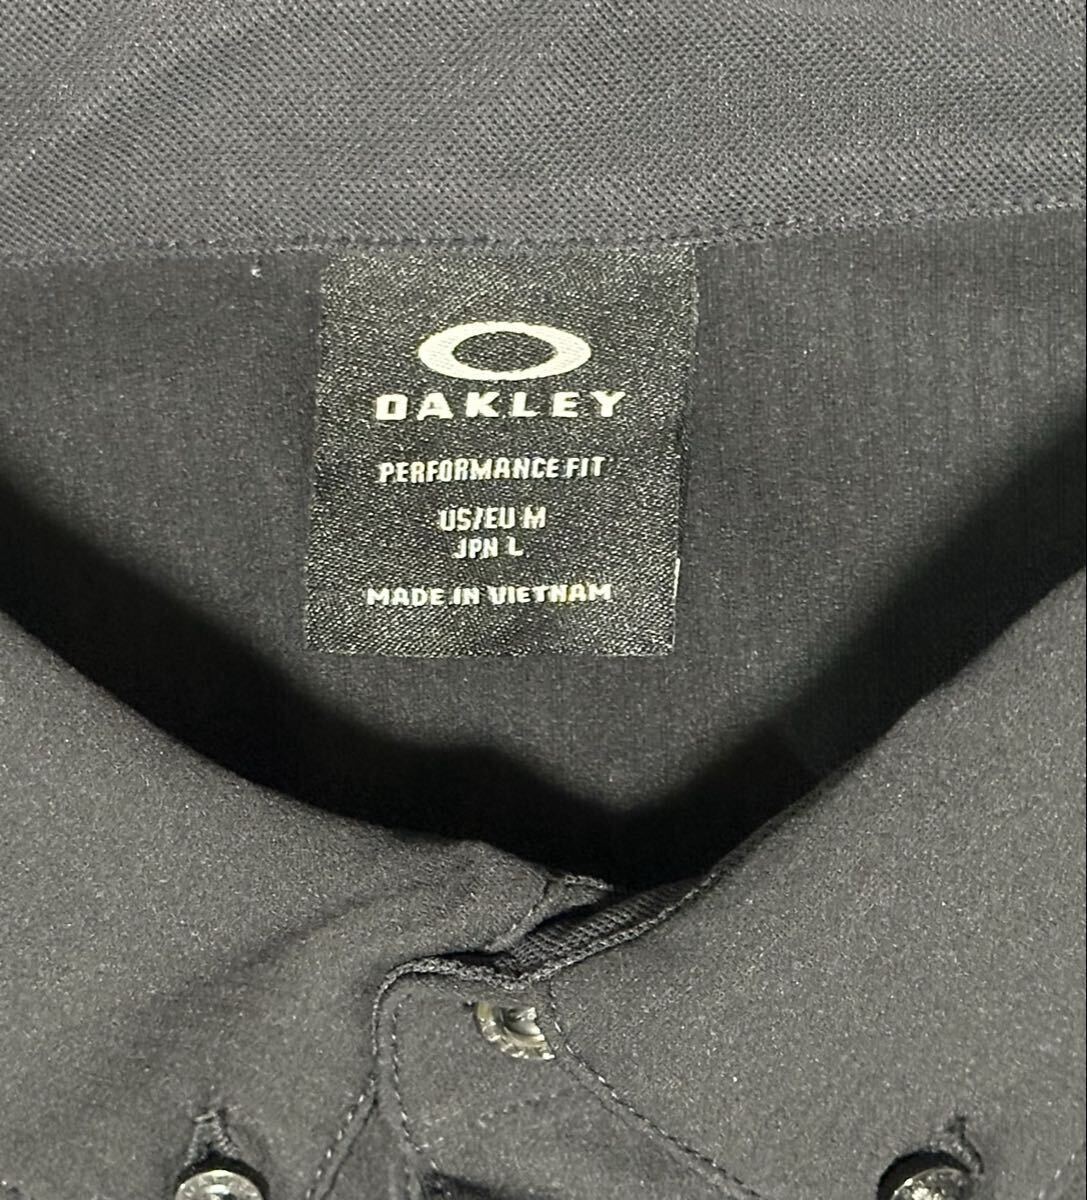 OAKLEY
PERFORMANCE FIT
US/EU M
JPN L
MADE IN VIETNAM